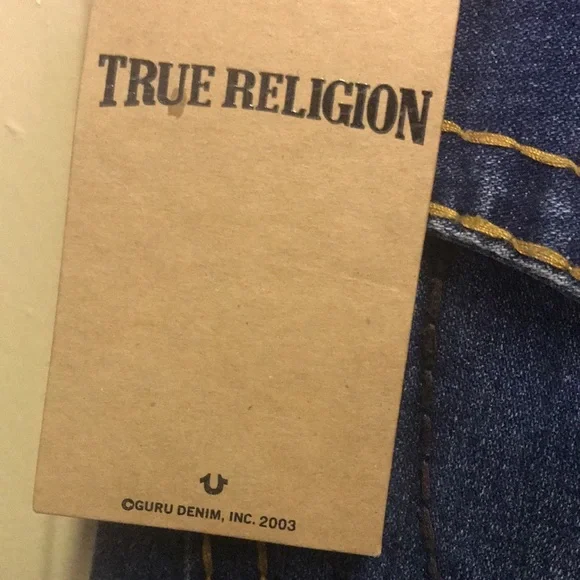 TRUE RELIGION
©GURU DENIM, INC. 2003